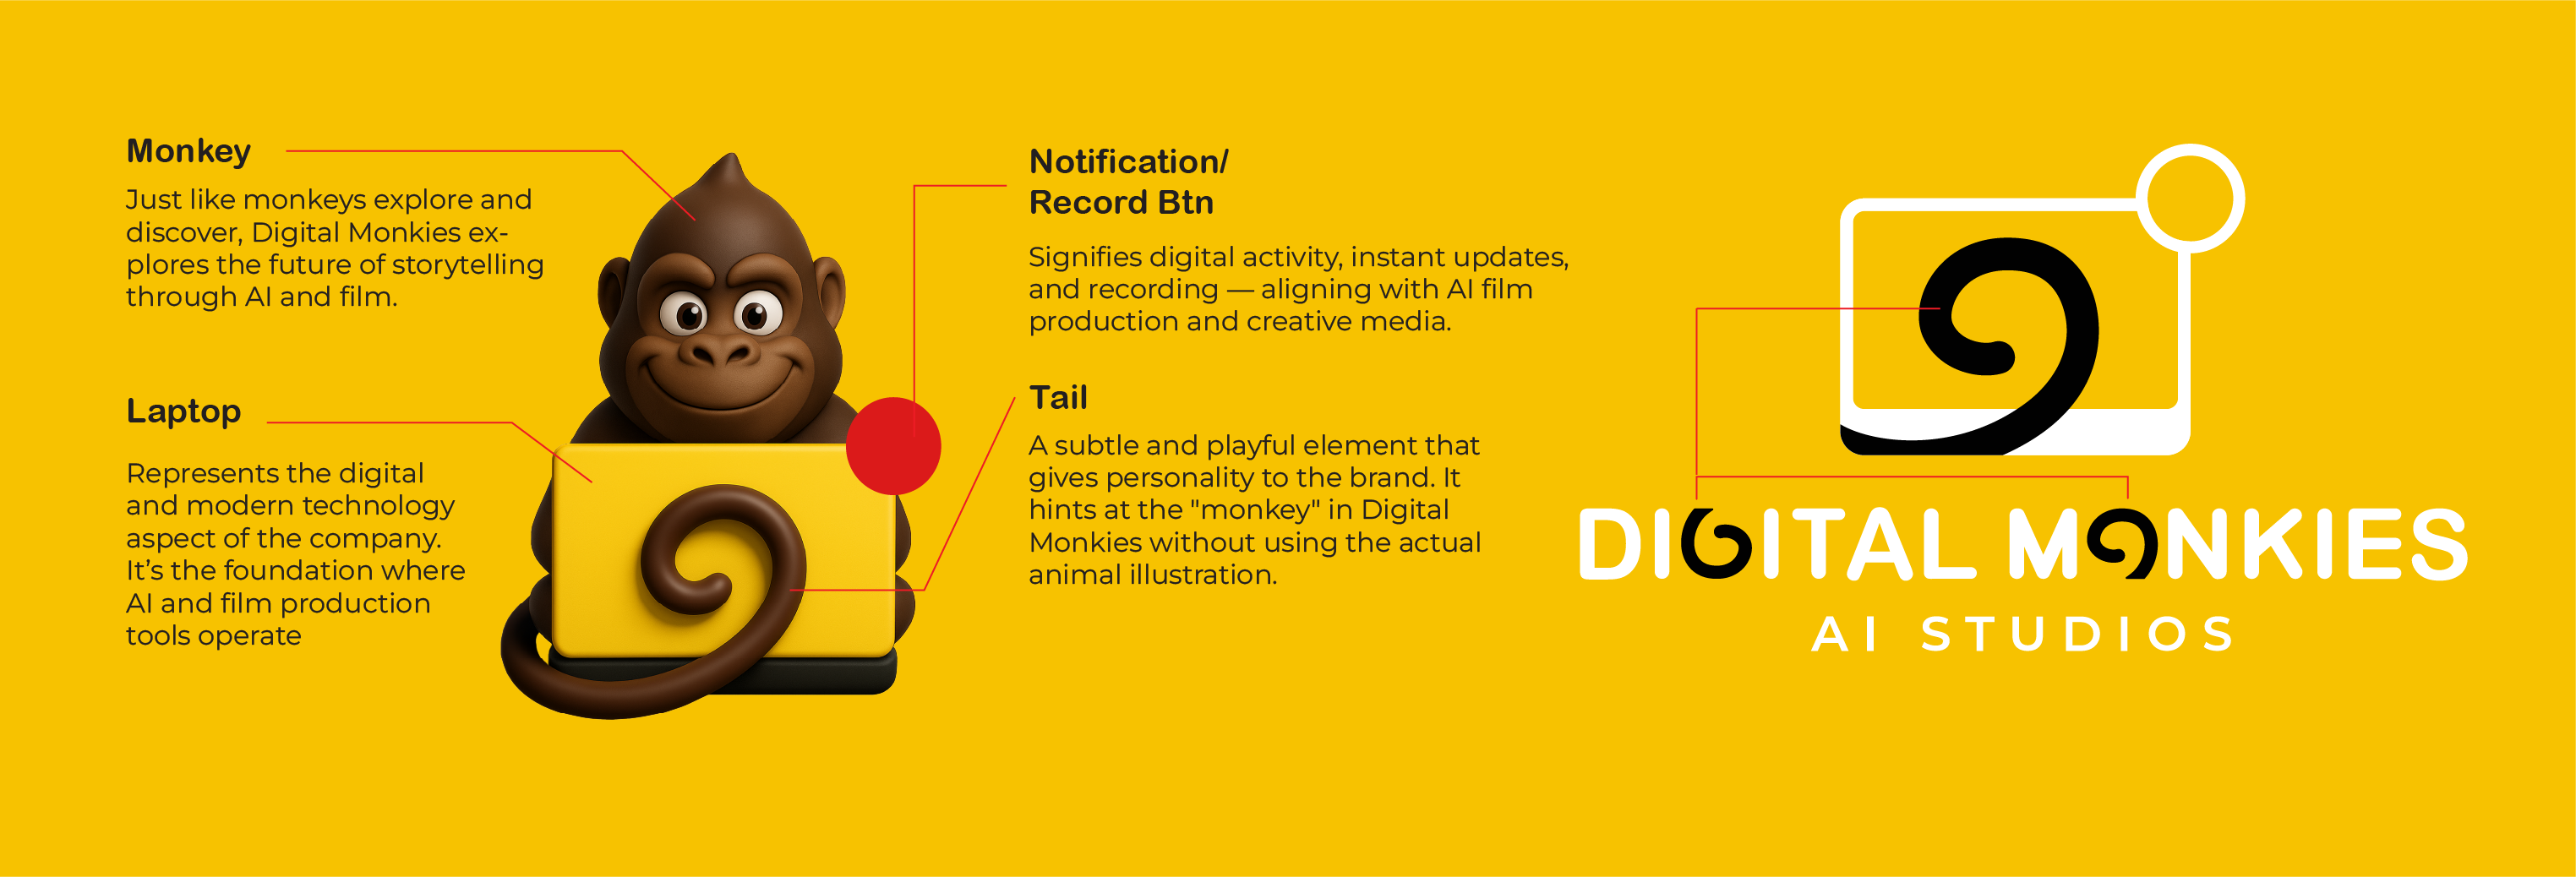 Monkey
Just like monkeys explore and
discover, Digital Monkies ex-
plores the future of storytelling
through AI and film.
Laptop
Represents the digital
and modern technology
aspect of the company.
It’s the foundation where
AI and film production
tools operate
Notification/
Record Btn
Signifies digital activity, instant updates,
and recording — aligning with AI film
production and creative media.
Tail
A subtle and playful element that
gives personality to the brand. It
hints at the "monkey" in Digital
Monkies without using the actual
animal illustration.
DIGITAL MONKIES
AI STUDIOS